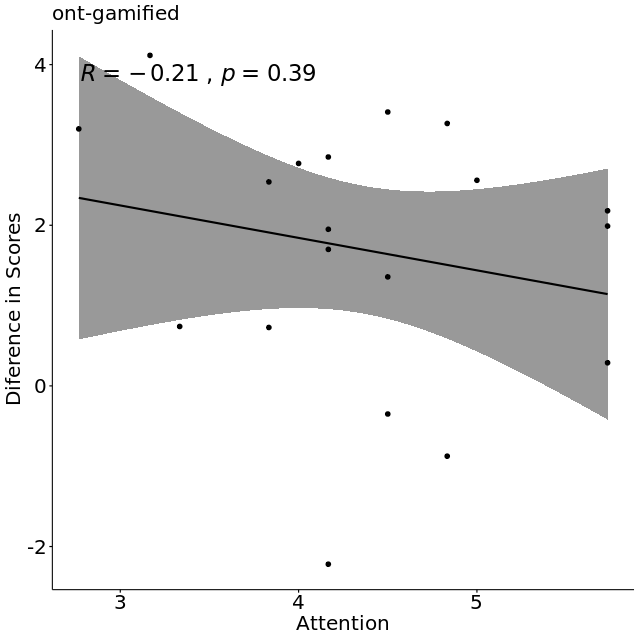 ont-gamified
R = −0.21 , p = 0.39
4
2
0
-2
Diference in Scores
3 4 5
Attention